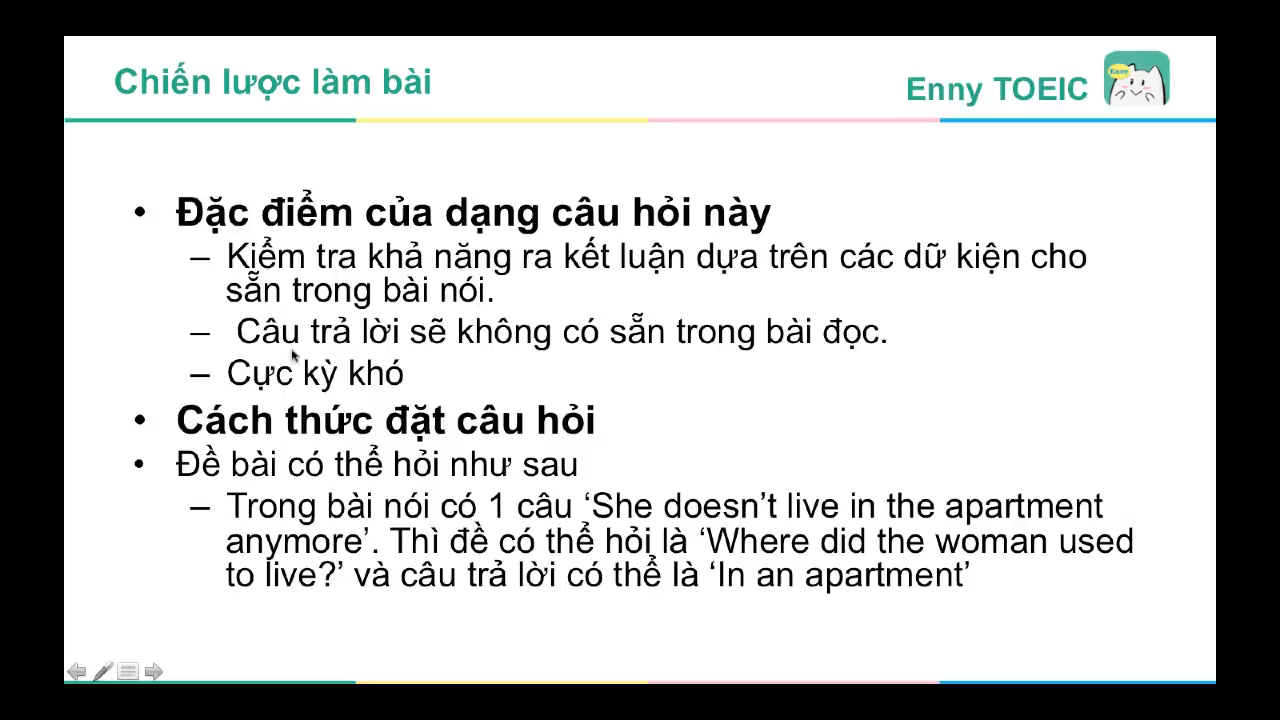 Chiến lược làm bài
Enny TOEIC
Enny
• Đặc điểm của dạng câu hỏi này
– Kiểm tra khả năng ra kết luận dựa trên các dữ kiện cho
sẵn trong bài nói.
– Câu trả lời sẽ không có sẵn trong bài đọc.
– Cực kỳ khó
• Cách thức đặt câu hỏi
• Đề bài có thể hỏi như sau
– Trong bài nói có 1 câu ‘She doesn’t live in the apartment
anymore’. Thì đề có thể hỏi là ‘Where did the woman used
to live?’ và câu trả lời có thể là ‘In an apartment’